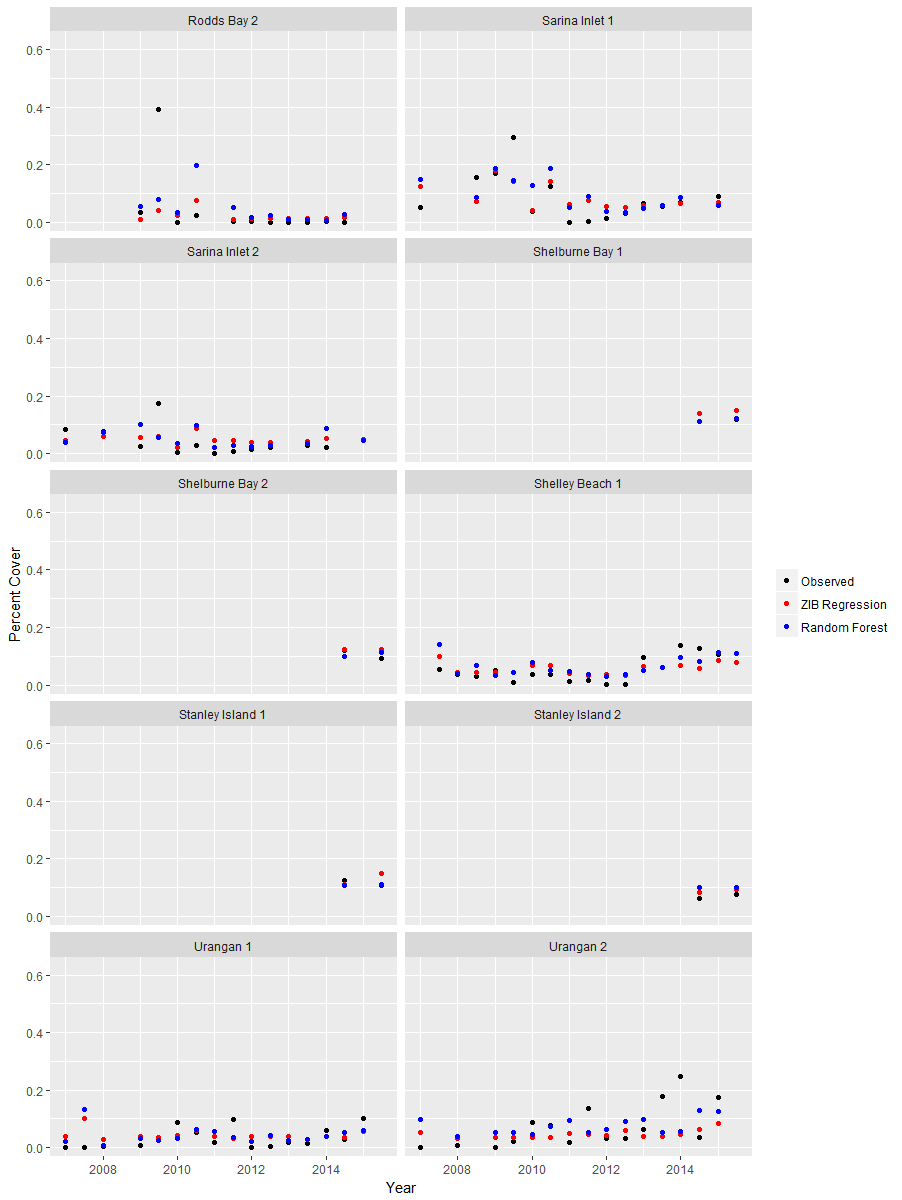 Rodds Bay 2
Sarina Inlet 1
0.6
0.4
0.2
0.0
Sarina Inlet 2
Shelburne Bay 1
0.6
0.4
0.2
0.0
Shelburne Bay 2
Shelley Beach 1
0.6
0.4
0.2
0.0
Percent Cover
Observed
ZIB Regression
Random Forest
Stanley Island 1
Stanley Island 2
0.6
0.4
0.2
0.0
Urangan 1
Urangan 2
0.6
0.4
0.2
0.0
2008 2010 2012 2014 2008 2010 2012 2014
Year